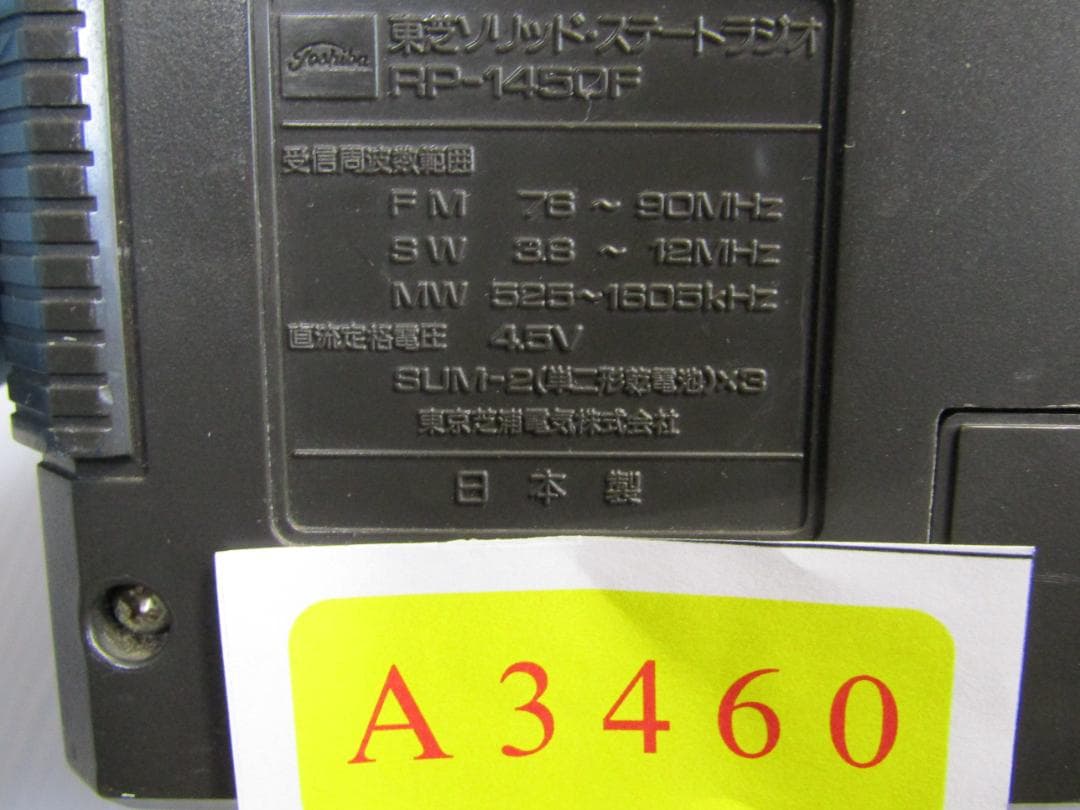 Toshiba
東芝ソリッド・ステートラジオ
RP-1450F
受信周波数範囲
FM 76 ~ 90MHz
SW 3.8 ~ 12MHz
MW 525~1605kHz
直流定格電圧 4.5V
SUM-2(単二形乾電池)×3
東京芝浦電気株式会社
日本製
A3460